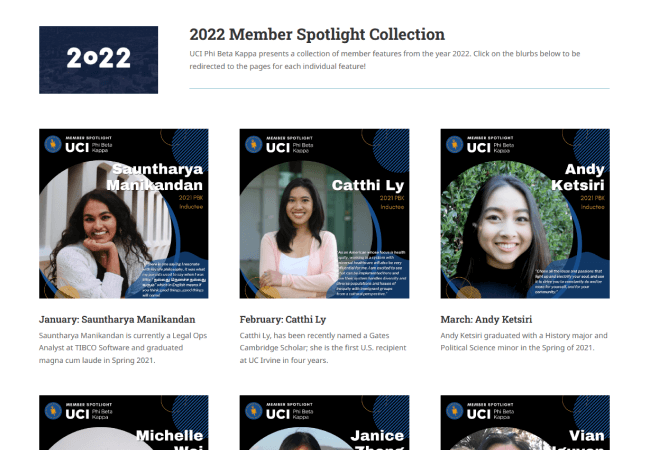 2022
2022 Member Spotlight Collection
UCI Phi Beta Kappa presents a collection of member features from the year 2022. Click on the blurbs below to be
redirected to the pages for each individual feature!
MEMBER SPOTLIGHT
UCI Phi Beta
Kappa
Sauntharya
Manikandan
2021 PBK
Inductee
MEMBER SPOTLIGHT
UCI Phi Beta
Kappa
Catthi Ly
2021 PBK
Inductee
MEMBER SPOTLIGHT
UCI Phi Beta
Kappa
Andy
Ketsiri
2021 PBK
Inductee
January: Sauntharya Manikandan
Sauntharya Manikandan is currently a Legal Ops
Analyst at TIBCO Software and graduated
magna cum laude in Spring 2021.
February: Catthi Ly
Catthi Ly, has been recently named a Gates
Cambridge Scholar; she is the first U.S. recipient
at UC Irvine in four years.
March: Andy Ketsiri
Andy Ketsiri graduated with a History major and
Political Science minor in the Spring of 2021.
MEMBER SPOTLIGHT
UCI Phi Beta
Kappa
Michelle
MEMBER SPOTLIGHT
UCI Phi Beta
Kappa
Janice
MEMBER SPOTLIGHT
UCI Phi Beta
Kappa
Vian